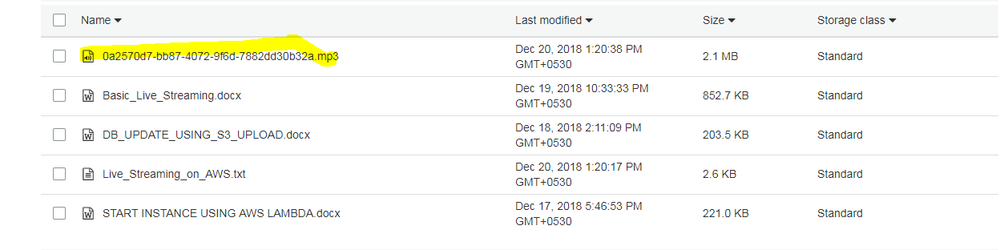 Name Last modified Size Storage class
0a2570d7-bb87-4072-9f6d-7882dd30b32a.mp3 Dec 20, 2018 1:20:38 PM GMT+0530 2.1 MB Standard
Basic_Live_Streaming.docx Dec 19, 2018 10:33:33 PM GMT+0530 852.7 KB Standard
DB_UPDATE_USING_S3_UPLOAD.docx Dec 18, 2018 2:11:09 PM GMT+0530 203.5 KB Standard
Live_Streaming_on_AWS.txt Dec 20, 2018 1:20:17 PM GMT+0530 2.6 KB Standard
START INSTANCE USING AWS LAMBDA.docx Dec 17, 2018 5:46:53 PM GMT+0530 221.0 KB Standard